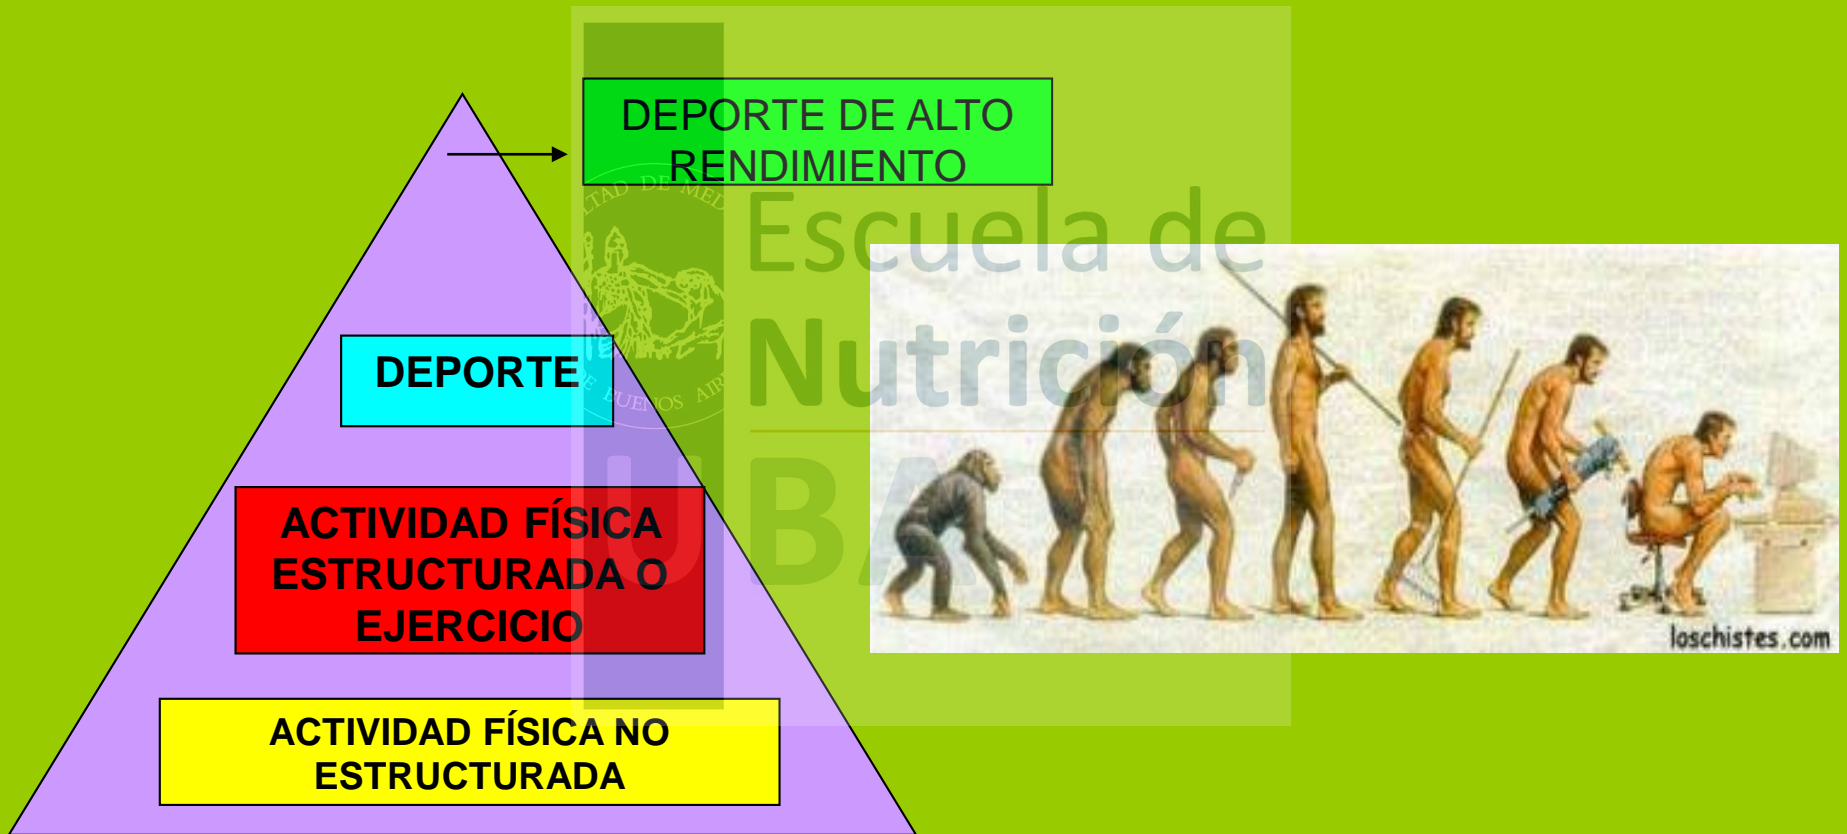 DEPORTE DE ALTO
RENDIMIENTO
DEPORTE
ACTIVIDAD FÍSICA
ESTRUCTURADA O
EJERCICIO
ACTIVIDAD FÍSICA NO
ESTRUCTURADA
Escuela de
Nutrición
UBA
loschistes.com